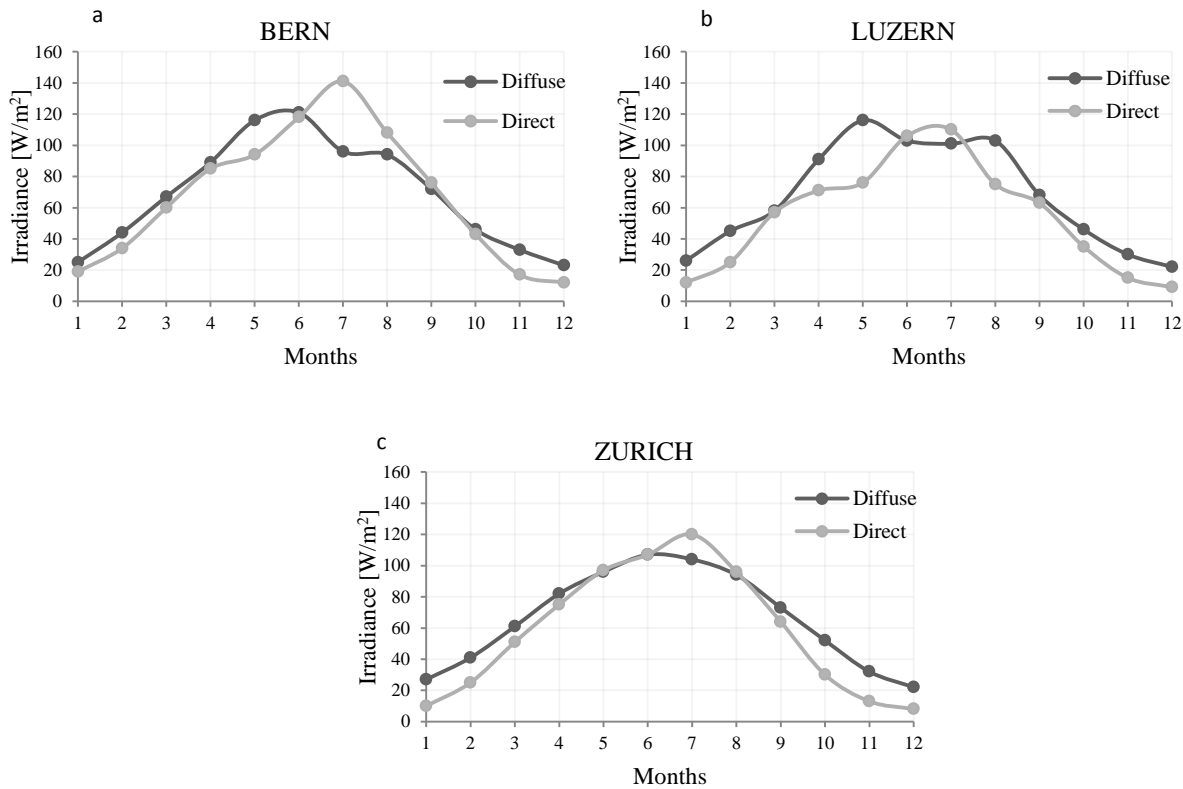 a
BERN
160
140
120
100
80
60
40
20
0
Irradiance [W/m²]
Diffuse
Direct
1 2 3 4 5 6 7 8 9 10 11 12
Months
b
LUZERN
160
140
120
100
80
60
40
20
0
Irradiance [W/m²]
Diffuse
Direct
1 2 3 4 5 6 7 8 9 10 11 12
Months
c
ZURICH
160
140
120
100
80
60
40
20
0
Irradiance [W/m²]
Diffuse
Direct
1 2 3 4 5 6 7 8 9 10 11 12
Months